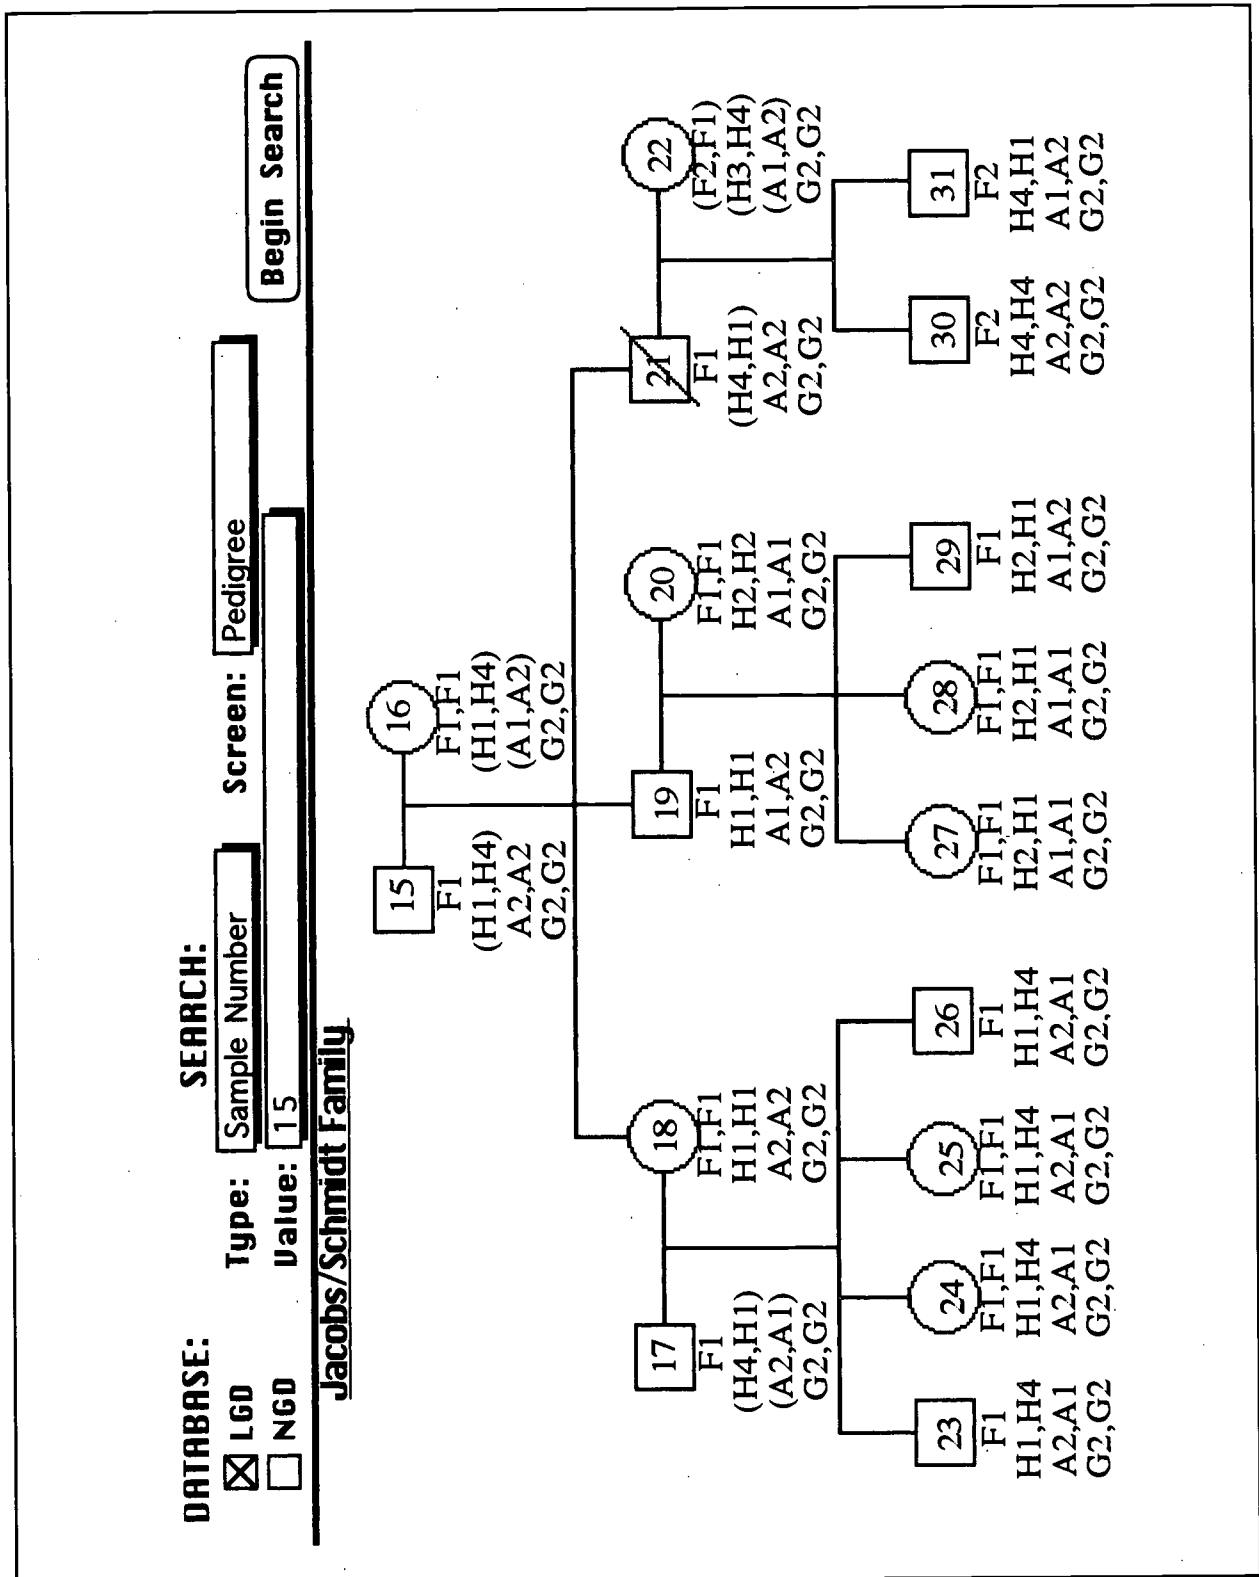 DATABASE:
SEARCH:
LGD
Type: Sample Number
Screen: Pedigree
NGD
Value: 15
Begin Search
Jacobs/Schmidt Family
15
F1
(H1,H4)
A2,A2
G2,G2
16
F1,F1
(H1,H4)
(A1,A2)
G2,G2
17
F1
(H4,H1)
(A2,A1)
G2,G2
18
F1,F1
H1,H1
A2,A2
G2,G2
19
F1
H1,H1
A1,A2
G2,G2
20
F1,F1
H2,H2
A1,A1
G2,G2
21
F1
(H4,H1)
A2,A2
G2,G2
22
(F2,F1)
(H3,H4)
(A1,A2)
G2,G2
23
F1
H1,H4
A2,A1
G2,G2
24
F1,F1
H1,H4
A2,A1
G2,G2
25
F1,F1
H1,H4
A2,A1
G2,G2
26
F1
H1,H4
A2,A1
G2,G2
27
F1,F1
H2,H1
A1,A1
G2,G2
28
F1,F1
H2,H1
A1,A1
G2,G2
29
F1
H2,H1
A1,A2
G2,G2
30
F2
H4,H4
A2,A2
G2,G2
31
F2
H4,H1
A1,A2
G2,G2